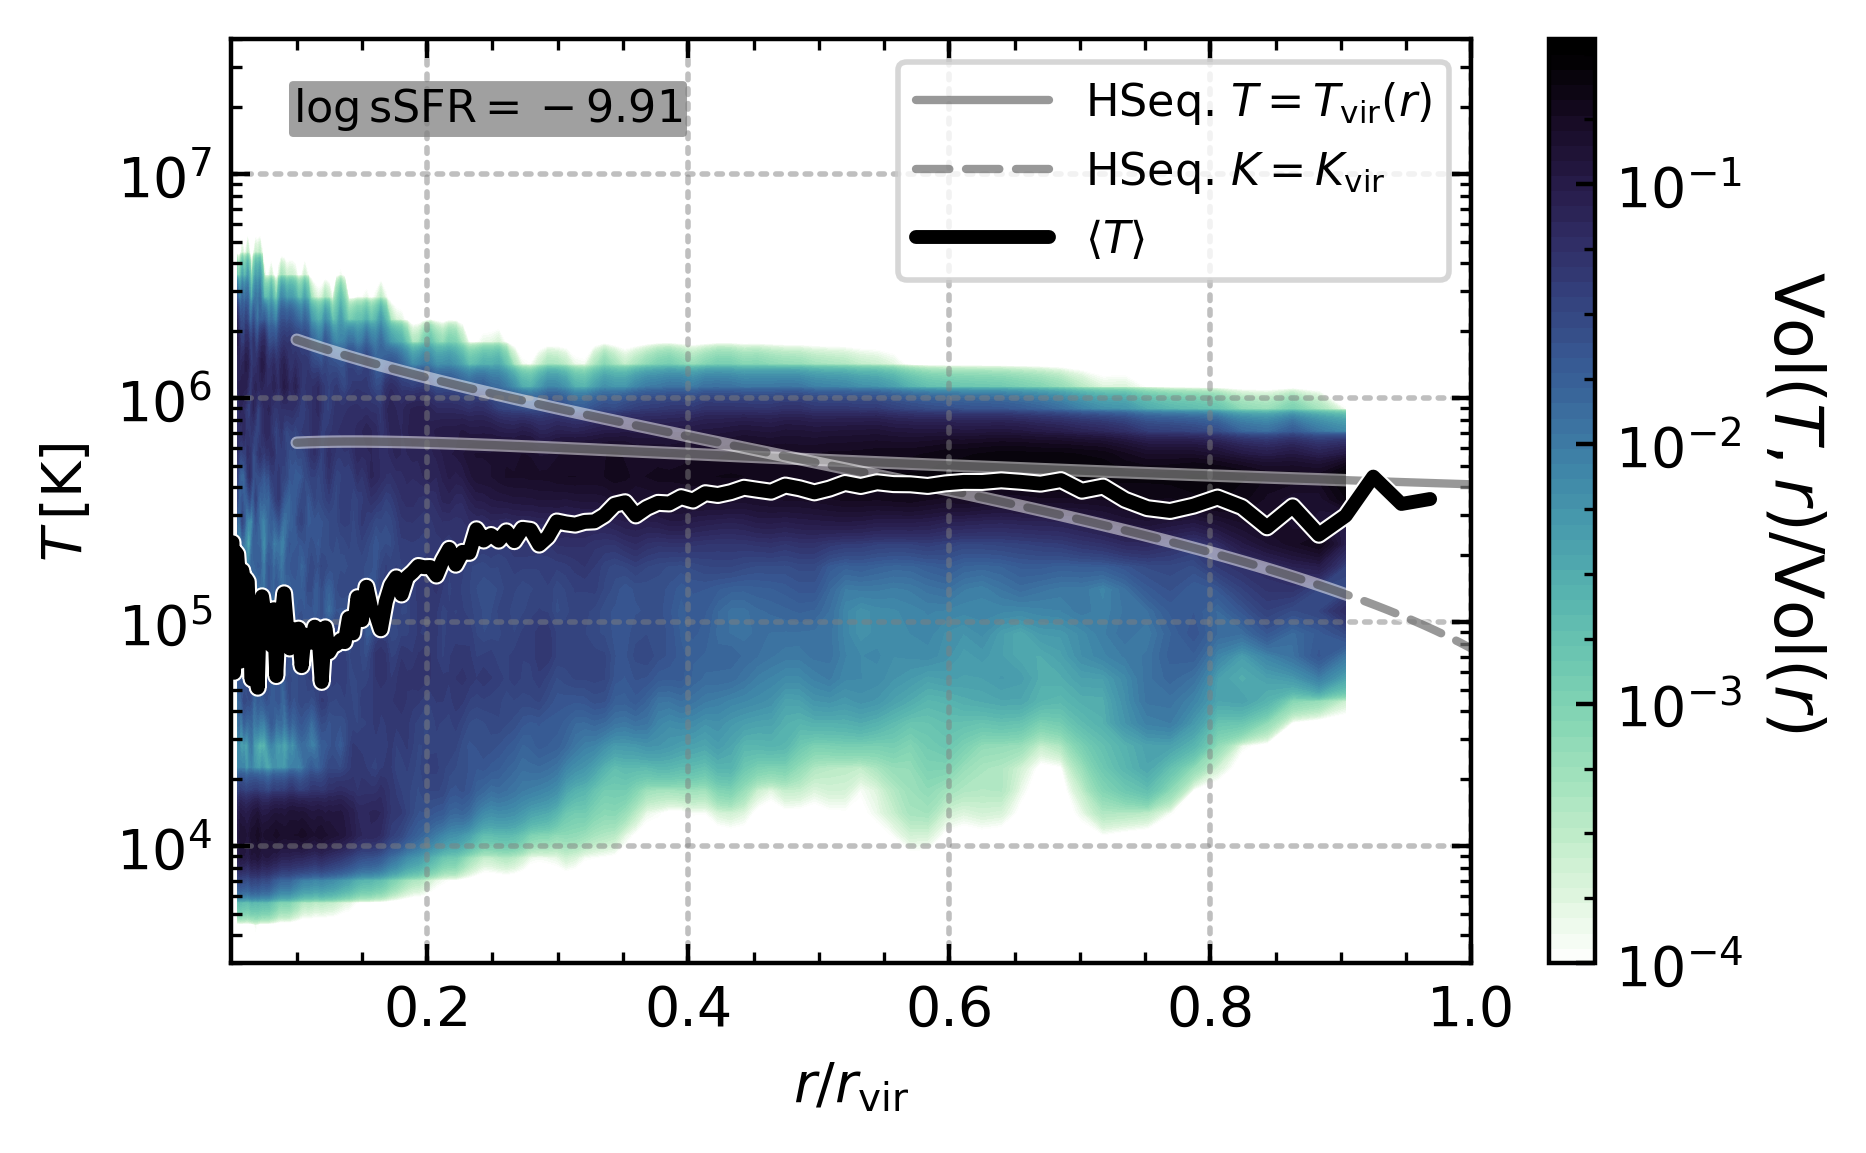 log sSFR = −9.91
HSeq. T = T_vir(r)
HSeq. K = K_vir
⟨T⟩
10^7
10^6
10^5
10^4
T [K]
0.2 0.4 0.6 0.8 1.0
r/r_vir
10^−1
10^−2
10^−3
10^−4
Vol(T, r)/Vol(r)